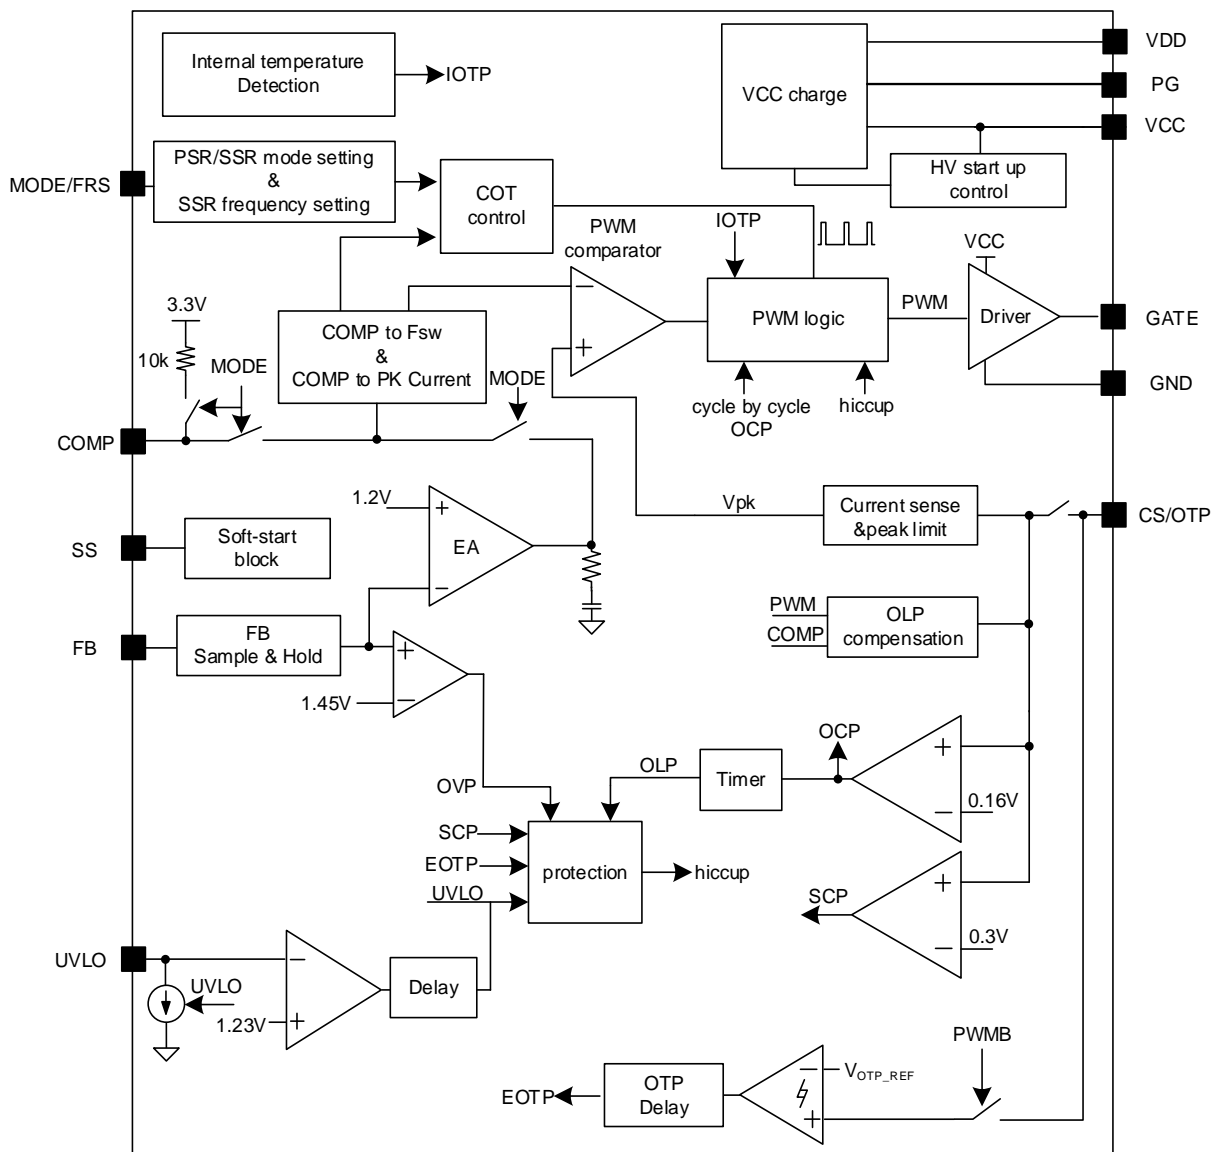 VDD
PG
VCC
Internal temperature
Detection
IOTP
VCC charge
HV start up
control
MODE/FRS
PSR/SSR mode setting
&
SSR frequency setting
COT
control
PWM
comparator
IOTP
VCC
3.3V
10k
MODE
COMP to Fsw
&
COMP to PK Current
−
+
PWM logic
PWM
Driver
GATE
GND
MODE
cycle by cycle
OCP
hiccup
COMP
1.2V
+
EA
−
Vpk
Current sense
&peak limit
CS/OTP
SS
Soft-start
block
FB
FB
Sample & Hold
PWM
COMP
OLP
compensation
+
1.45V
−
OVP
OLP
Timer
OCP
+
−
0.16V
SCP
EOTP
UVLO
protection
hiccup
SCP
+
−
0.3V
UVLO
UVLO
−
1.23V
+
Delay
PWMB
EOTP
OTP
Delay
−
VOTP_REF
+